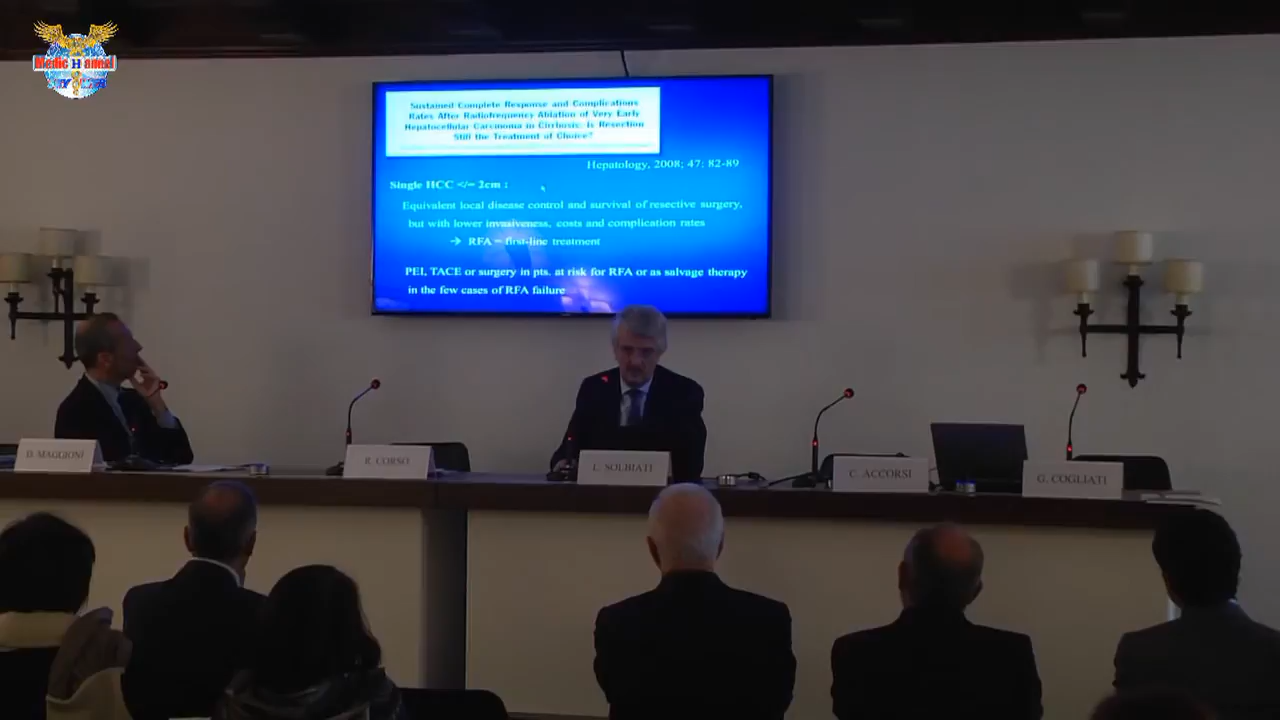 Medic Hannel
Sustained Complete Response and Complications
Rates After Radiofrequency Ablation of Very Early
Hepatocellular Carcinoma in Cirrhosis: Is Resection
Still the Treatment of Choice?
Hepatology, 2008; 47: 82-89
Single HCC </= 2cm :
Equivalent local disease control and survival of resective surgery,
but with lower invasiveness, costs and complication rates
→ RFA = first-line treatment
PEI, TACE or surgery in pts. at risk for RFA or as salvage therapy
in the few cases of RFA failure
D. MAGGIONI
R. CORSO
L. SOLBIATI
C. ACCORSI
G. COGLIATI